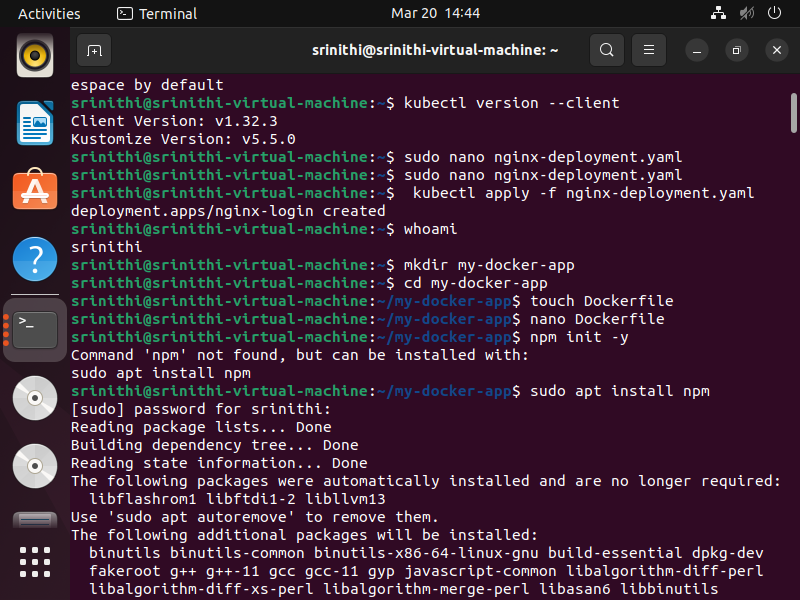 Activities
Terminal
Mar 20 14:44
srinithi@srinithi-virtual-machine: ~
espace by default
srinithi@srinithi-virtual-machine:~$ kubectl version --client
Client Version: v1.32.3
Kustomize Version: v5.5.0
srinithi@srinithi-virtual-machine:~$ sudo nano nginx-deployment.yaml
srinithi@srinithi-virtual-machine:~$ sudo nano nginx-deployment.yaml
srinithi@srinithi-virtual-machine:~$  kubectl apply -f nginx-deployment.yaml
deployment.apps/nginx-login created
srinithi@srinithi-virtual-machine:~$ whoami
srinithi
srinithi@srinithi-virtual-machine:~$ mkdir my-docker-app
srinithi@srinithi-virtual-machine:~$ cd my-docker-app
srinithi@srinithi-virtual-machine:~/my-docker-app$ touch Dockerfile
srinithi@srinithi-virtual-machine:~/my-docker-app$ nano Dockerfile
srinithi@srinithi-virtual-machine:~/my-docker-app$ npm init -y
Command 'npm' not found, but can be installed with:
sudo apt install npm
srinithi@srinithi-virtual-machine:~/my-docker-app$ sudo apt install npm
[sudo] password for srinithi:
Reading package lists... Done
Building dependency tree... Done
Reading state information... Done
The following packages were automatically installed and are no longer required:
  libflashrom1 libftdi1-2 libllvm13
Use 'sudo apt autoremove' to remove them.
The following additional packages will be installed:
  binutils binutils-common binutils-x86-64-linux-gnu build-essential dpkg-dev
  fakeroot g++ g++-11 gcc gcc-11 gyp javascript-common libalgorithm-diff-perl
  libalgorithm-diff-xs-perl libalgorithm-merge-perl libasan6 libbinutils